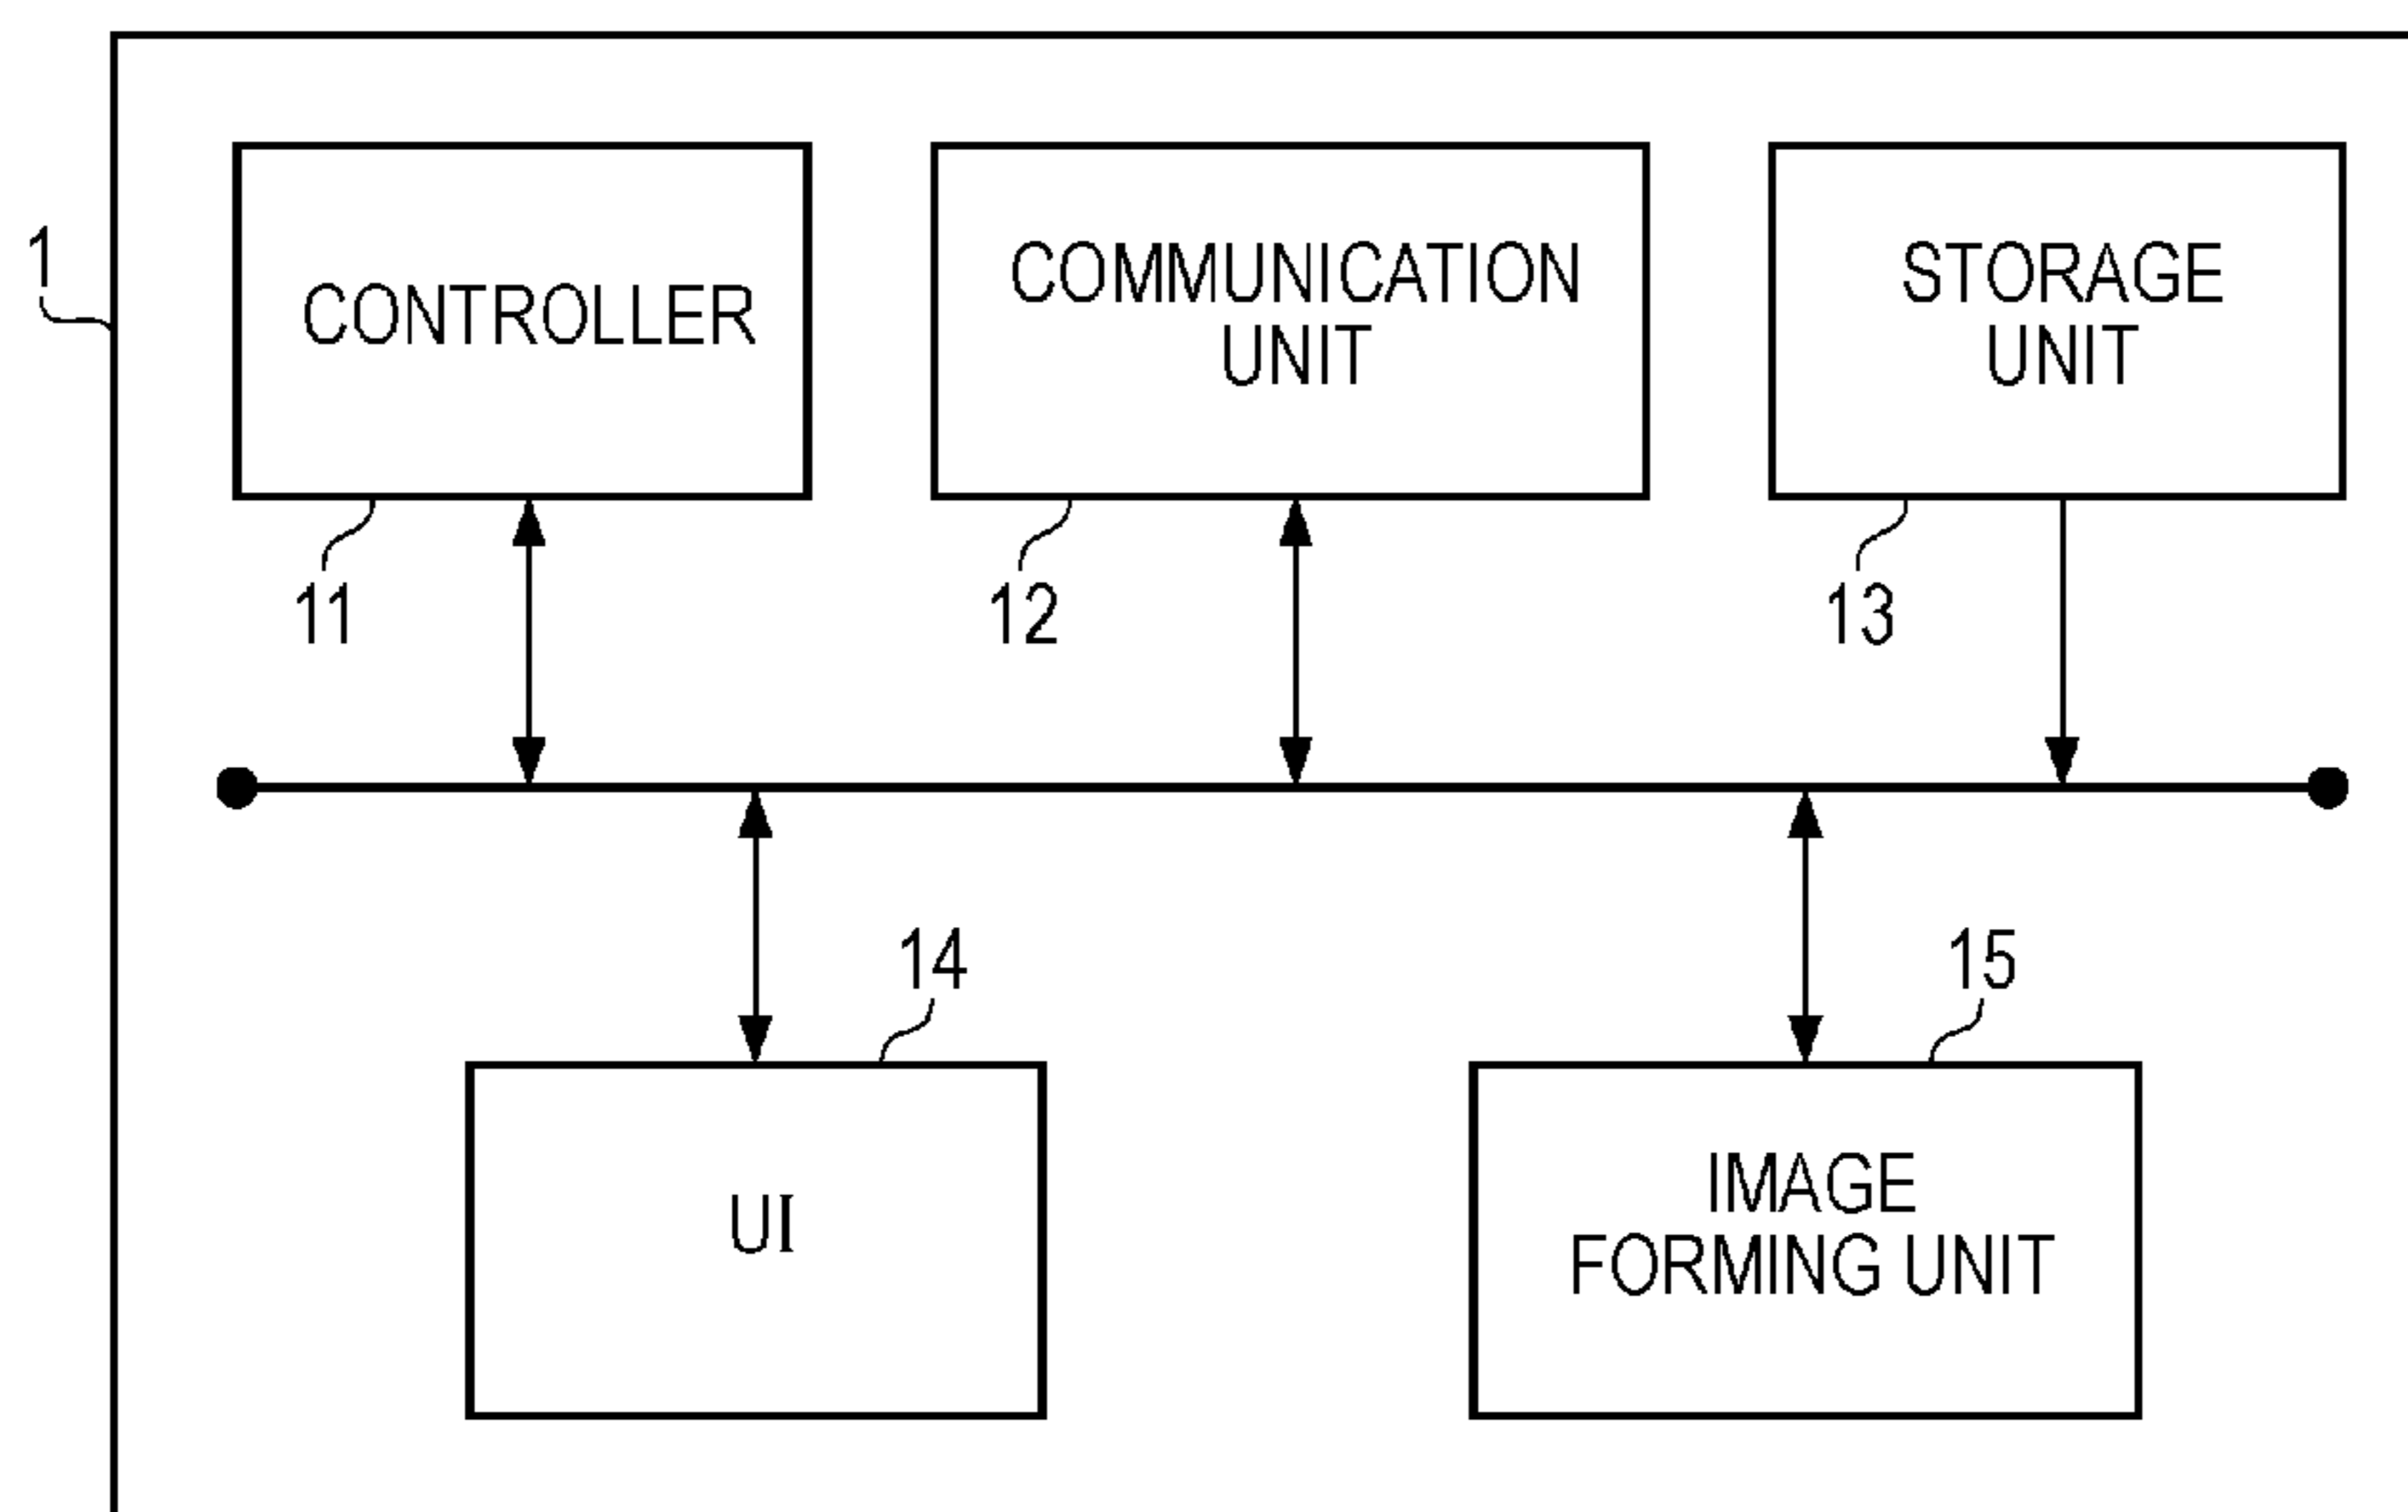 1
CONTROLLER
COMMUNICATION
UNIT
STORAGE
UNIT
11
12
13
14
15
UI
IMAGE
FORMING UNIT